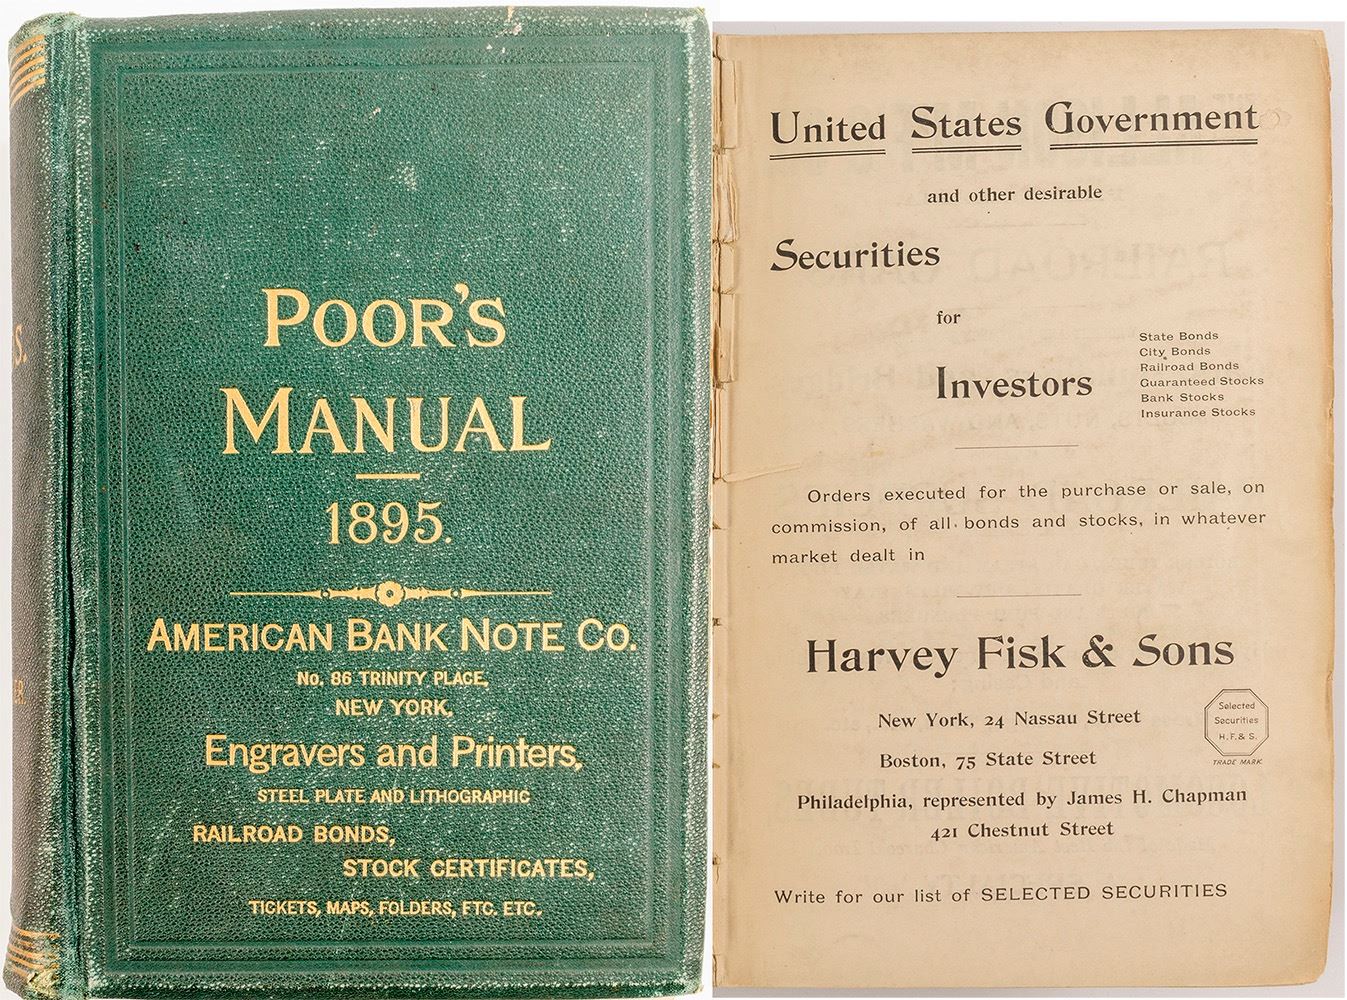 POOR'S
MANUAL
1895.
AMERICAN BANK NOTE CO.
No. 86 TRINITY PLACE,
NEW YORK,
Engravers and Printers,
STEEL PLATE AND LITHOGRAPHIC
RAILROAD BONDS,
STOCK CERTIFICATES,
TICKETS, MAPS, FOLDERS, ETC. ETC.
S.
United States Government
and other desirable
Securities
for
Investors
State Bonds
City Bonds
Railroad Bonds
Guaranteed Stocks
Bank Stocks
Insurance Stocks
Orders executed for the purchase or sale, on
commission, of all bonds and stocks, in whatever
market dealt in
Harvey Fisk & Sons
New York, 24 Nassau Street
Boston, 75 State Street
Philadelphia, represented by James H. Chapman
421 Chestnut Street
Selected
Securities
H. F. & S.
TRADE MARK
Write for our list of SELECTED SECURITIES